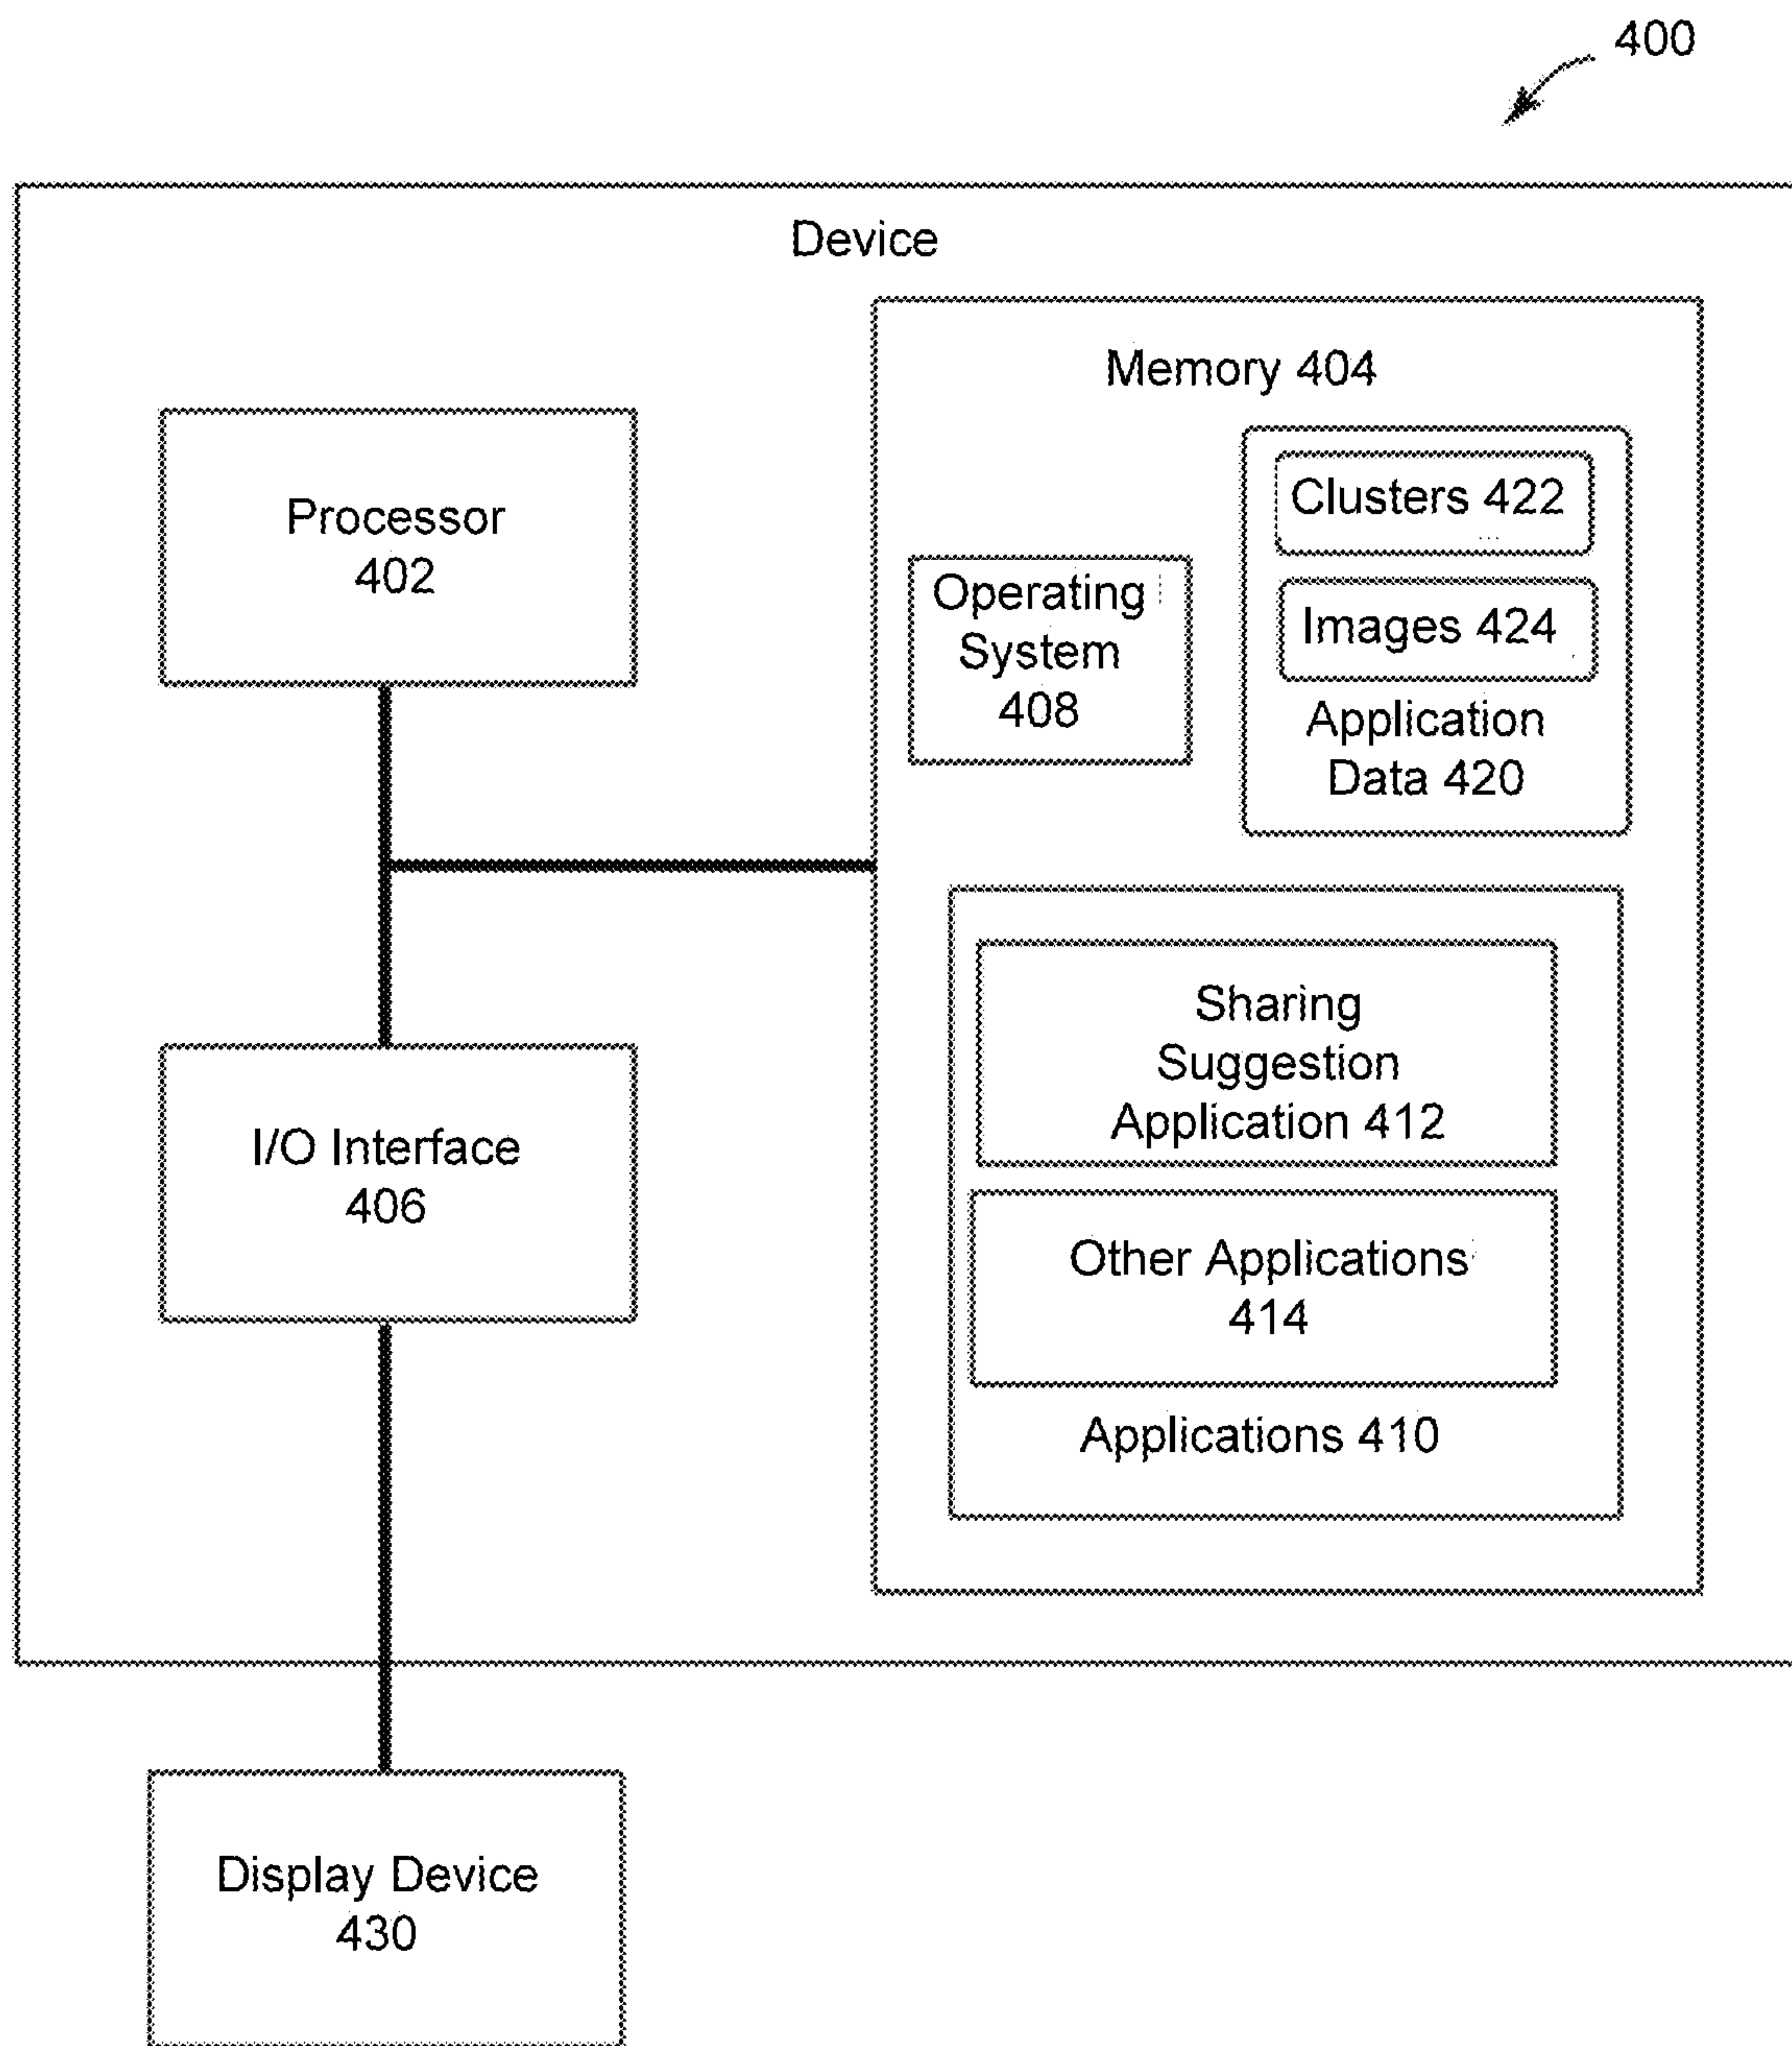 400
Device
Memory 404
Processor
402
Clusters 422
Images 424
Application
Data 420
Operating
System
408
I/O Interface
406
Sharing
Suggestion
Application 412
Other Applications
414
Applications 410
Display Device
430